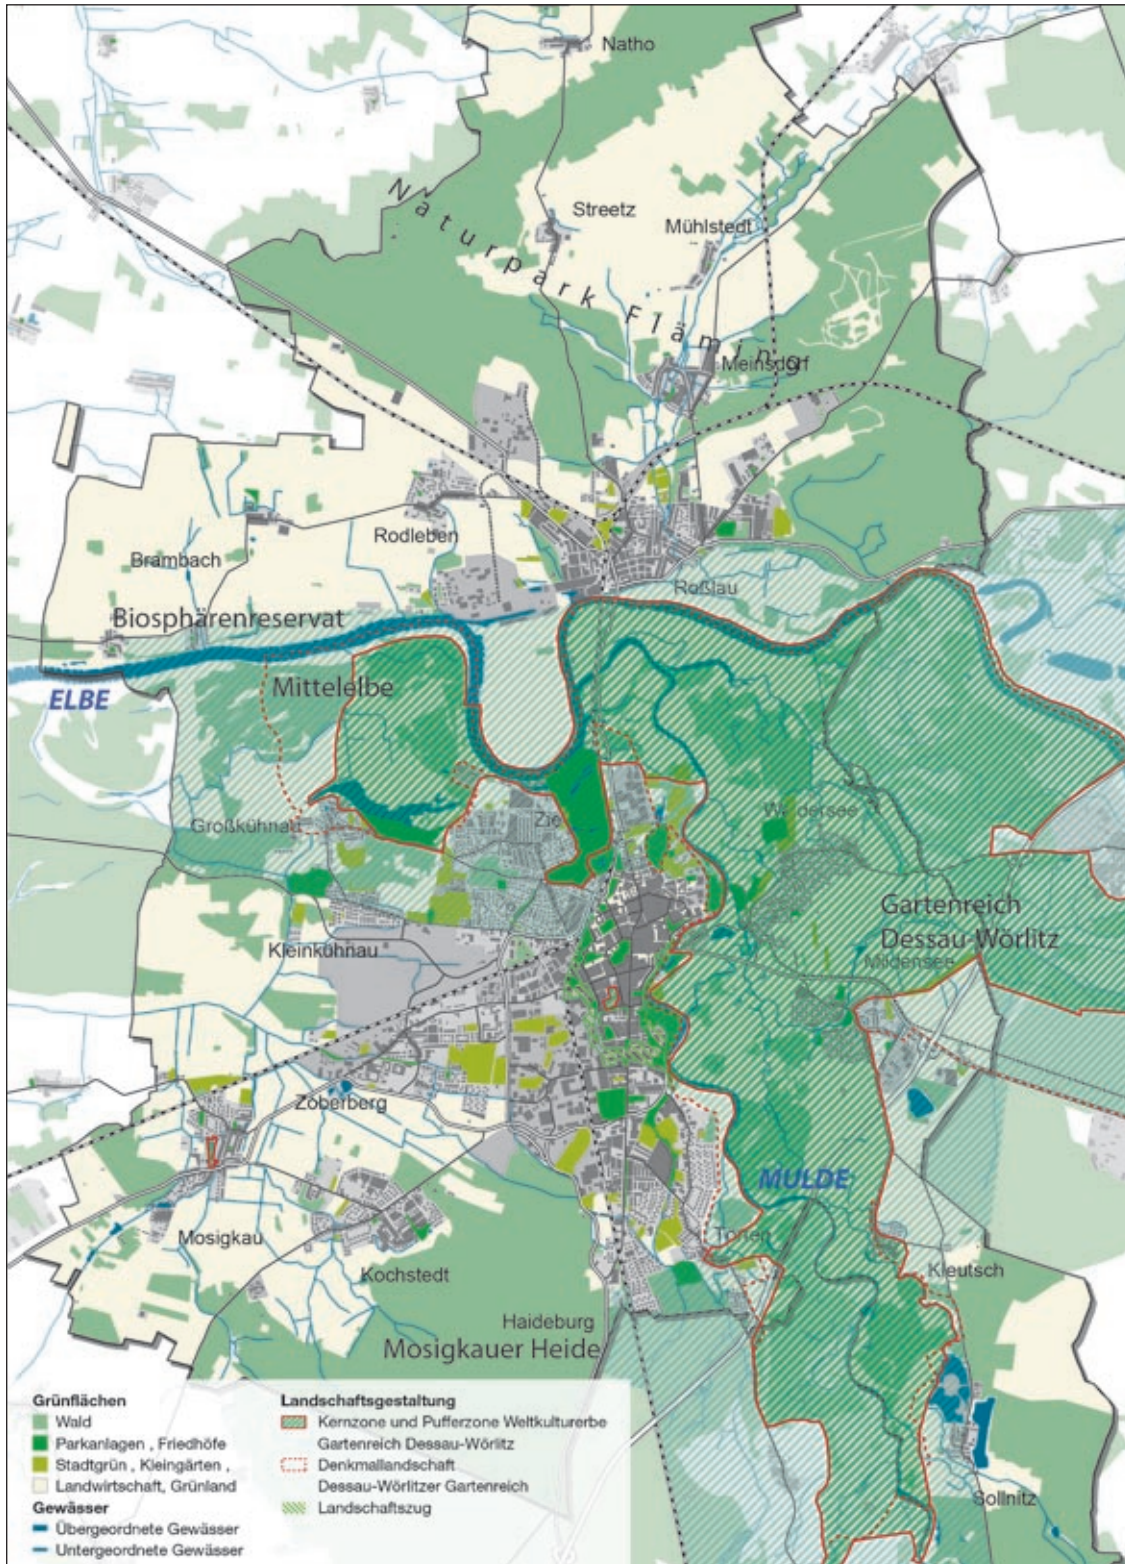 Natho
Streetz
Mühlstedt
Naturpark Fläming
Meinsdorf
Rodleben
Brambach
Roßlau
Biosphärenreservat
Mittelelbe
ELBE
Großkühnau
Zie
Waldersee
Gartenreich
Dessau-Wörlitz
Mildensee
Kleinkühnau
Zoberberg
MULDE
Mosigkau
Törten
Kochstedt
Kleutsch
Haideburg
Mosigkauer Heide
Sollnitz
Grünflächen
Wald
Parkanlagen , Friedhöfe
Stadtgrün , Kleingärten ,
Landwirtschaft, Grünland
Gewässer
Übergeordnete Gewässer
Untergeordnete Gewässer
Landschaftsgestaltung
Kernzone und Pufferzone Weltkulturerbe
Gartenreich Dessau-Wörlitz
Denkmallandschaft
Dessau-Wörlitzer Gartenreich
Landschaftszug